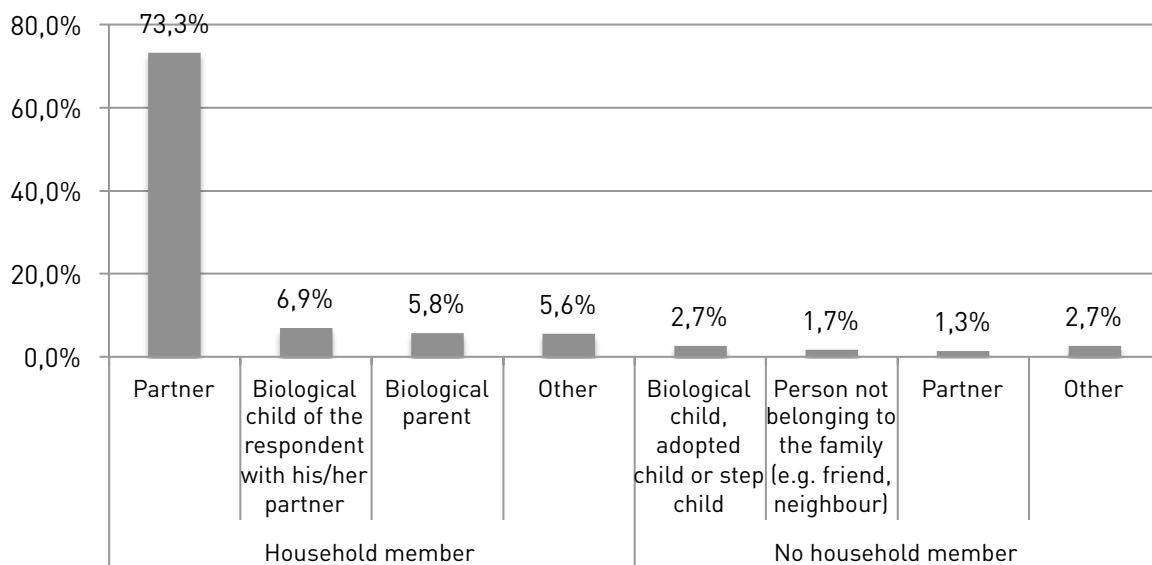 80,0%
60,0%
40,0%
20,0%
0,0%
73,3%
6,9%
5,8%
5,6%
2,7%
1,7%
1,3%
2,7%
Partner
Biological
child of the
respondent
with his/her
partner
Biological
parent
Other
Biological
child,
adopted
child or step
child
Person not
belonging to
the family
(e.g. friend,
neighbour)
Partner
Other
Household member
No household member